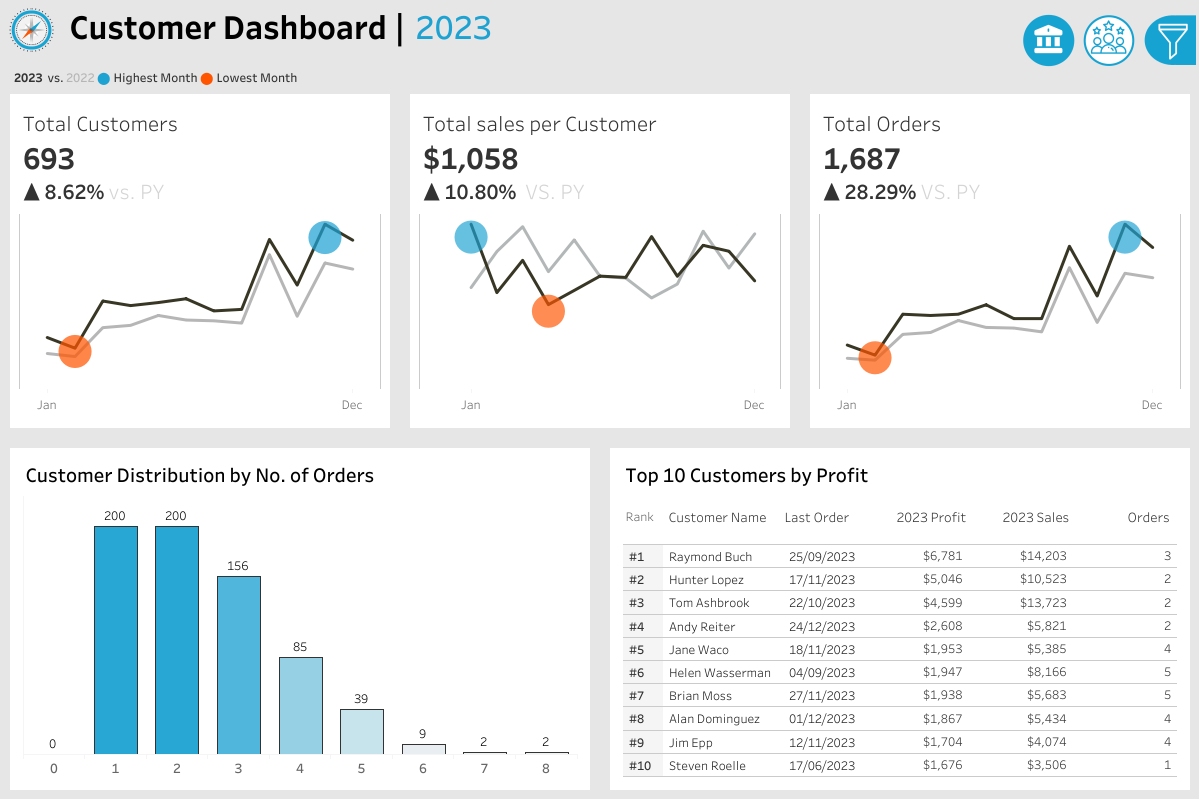 Customer Dashboard | 2023
2023 vs. 2022 Highest Month Lowest Month
Total Customers
693
▲ 8.62% vs. PY
Jan Dec
Total sales per Customer
$1,058
▲ 10.80% VS. PY
Jan Dec
Total Orders
1,687
▲ 28.29% VS. PY
Jan Dec
Customer Distribution by No. of Orders
0 200 200 156 85 39 9 2 2
0 1 2 3 4 5 6 7 8
Top 10 Customers by Profit
Rank Customer Name Last Order 2023 Profit 2023 Sales Orders
#1 Raymond Buch 25/09/2023 $6,781 $14,203 3
#2 Hunter Lopez 17/11/2023 $5,046 $10,523 2
#3 Tom Ashbrook 22/10/2023 $4,599 $13,723 2
#4 Andy Reiter 24/12/2023 $2,608 $5,821 2
#5 Jane Waco 18/11/2023 $1,953 $5,385 4
#6 Helen Wasserman 04/09/2023 $1,947 $8,166 5
#7 Brian Moss 27/11/2023 $1,938 $5,683 5
#8 Alan Dominguez 01/12/2023 $1,867 $5,434 4
#9 Jim Epp 12/11/2023 $1,704 $4,074 4
#10 Steven Roelle 17/06/2023 $1,676 $3,506 1